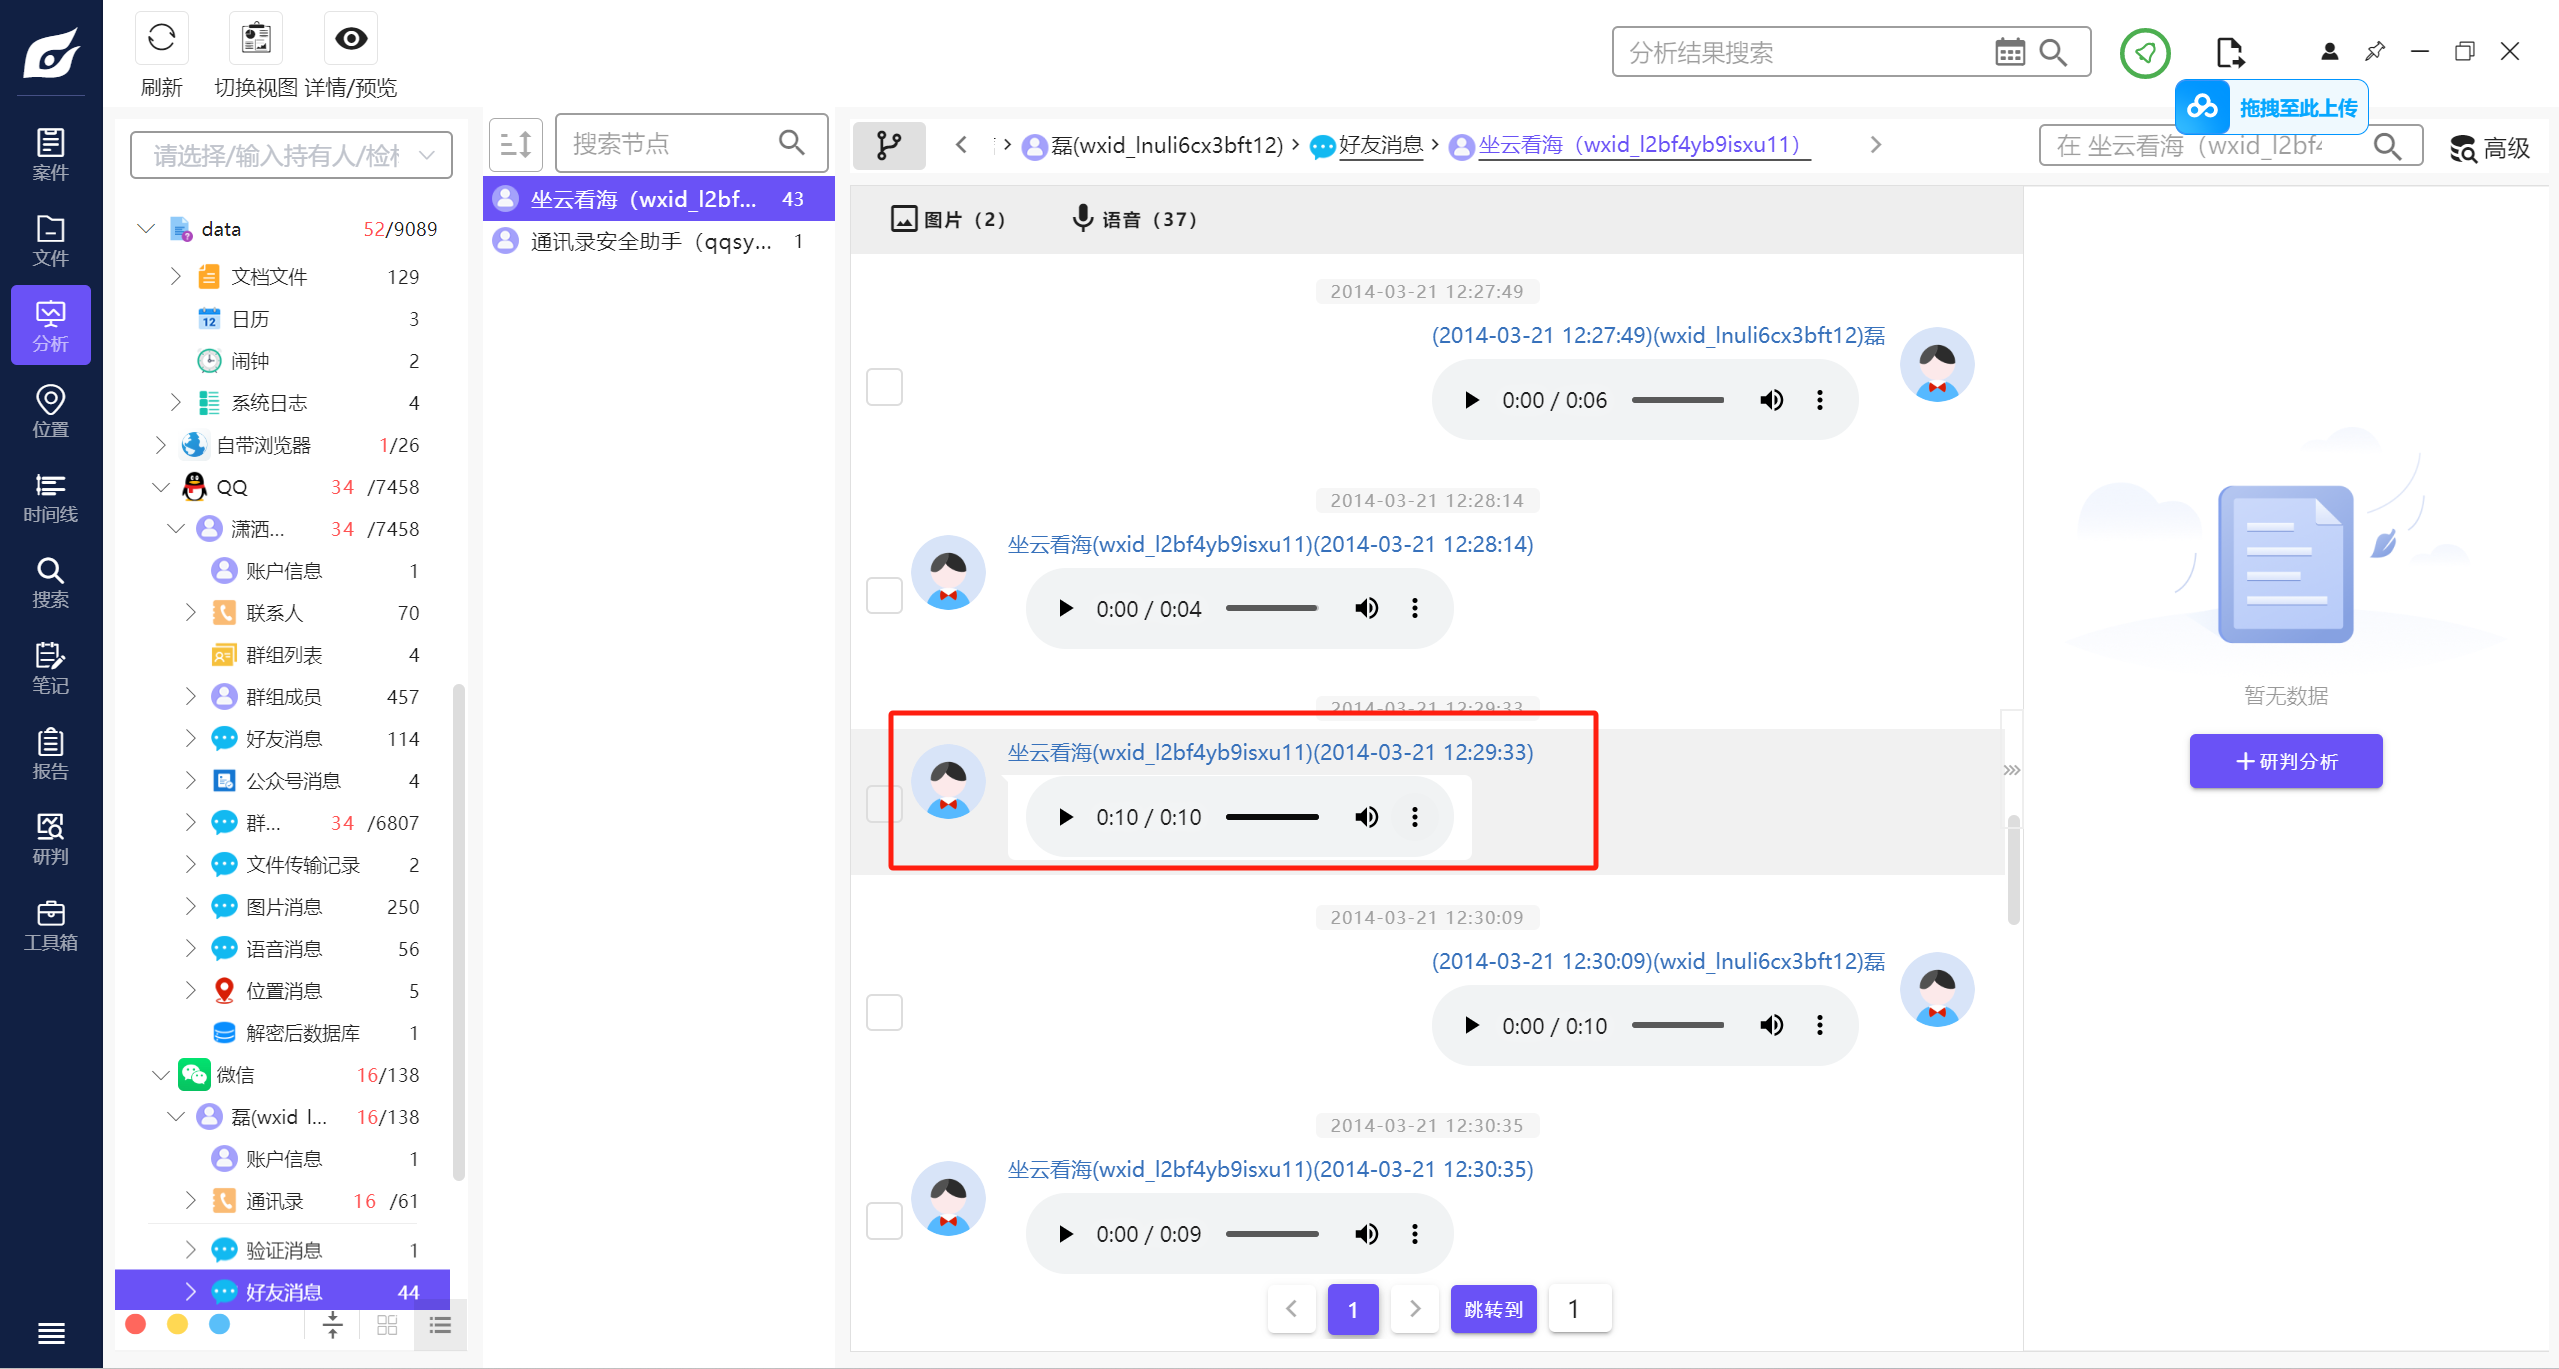 刷新
切换视图
详情/预览
分析结果搜索
拖拽至此上传
案件
文件
分析
位置
时间线
搜索
笔记
报告
研判
工具箱
请选择/输入持有人/检材
data 52/9089
文档文件 129
12 日历 3
闹钟 2
系统日志 4
自带浏览器 1/26
QQ 34 /7458
潇洒... 34 /7458
账户信息 1
联系人 70
群组列表 4
群组成员 457
好友消息 114
公众号消息 4
群... 34 /6807
文件传输记录 2
图片消息 250
语音消息 56
位置消息 5
解密后数据库 1
微信 16/138
磊(wxid_l... 16/138
账户信息 1
通讯录 16 /61
验证消息 1
好友消息 44
搜索节点
坐云看海（wxid_l2bf... 43
通讯录安全助手（qqsy... 1
磊(wxid_lnuli6cx3bft12) > 好友消息 > 坐云看海（wxid_l2bf4yb9isxu11）
在 坐云看海（wxid_l2bf4
高级
图片（2）
语音（37）
2014-03-21 12:27:49
(2014-03-21 12:27:49)(wxid_lnuli6cx3bft12)磊
0:00 / 0:06
2014-03-21 12:28:14
坐云看海(wxid_l2bf4yb9isxu11)(2014-03-21 12:28:14)
0:00 / 0:04
2014-03-21 12:29:33
坐云看海(wxid_l2bf4yb9isxu11)(2014-03-21 12:29:33)
0:10 / 0:10
2014-03-21 12:30:09
(2014-03-21 12:30:09)(wxid_lnuli6cx3bft12)磊
0:00 / 0:10
2014-03-21 12:30:35
坐云看海(wxid_l2bf4yb9isxu11)(2014-03-21 12:30:35)
0:00 / 0:09
1
跳转到
1
暂无数据
+研判分析